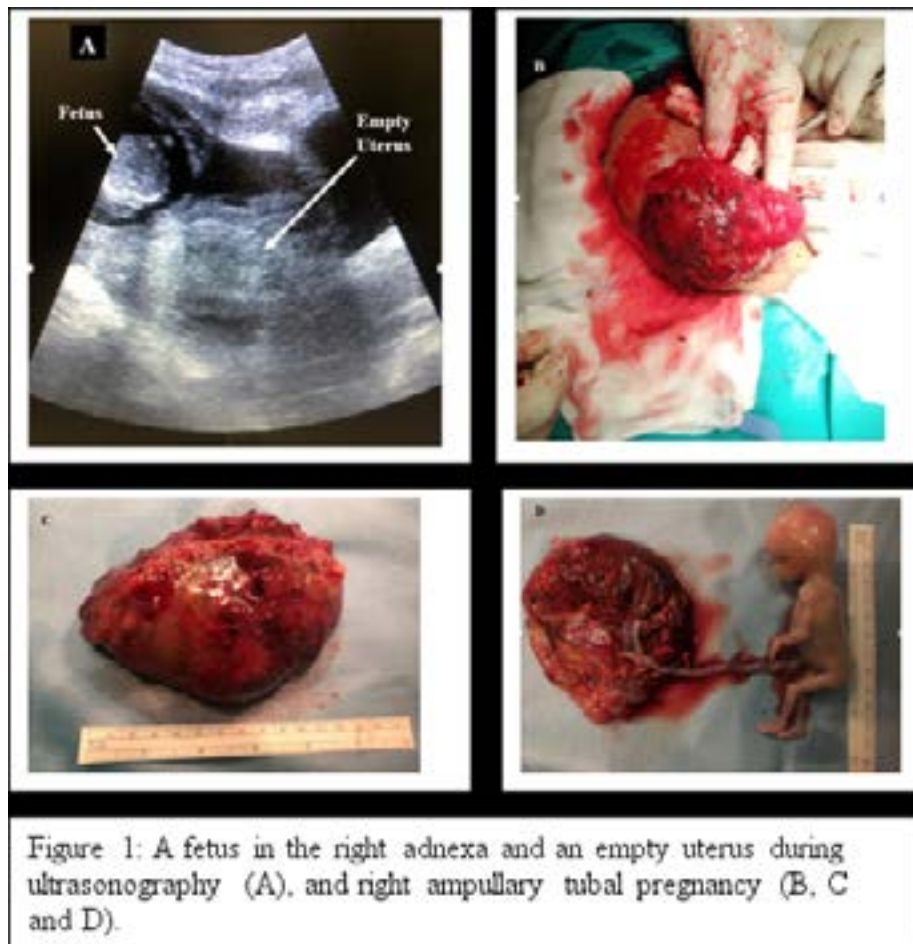 A
Fetus
Empty
Uterus
B
C
D
Figure 1: A fetus in the right adnexa and an empty uterus during
ultrasonography (A), and right ampullary tubal pregnancy (B, C
and D).